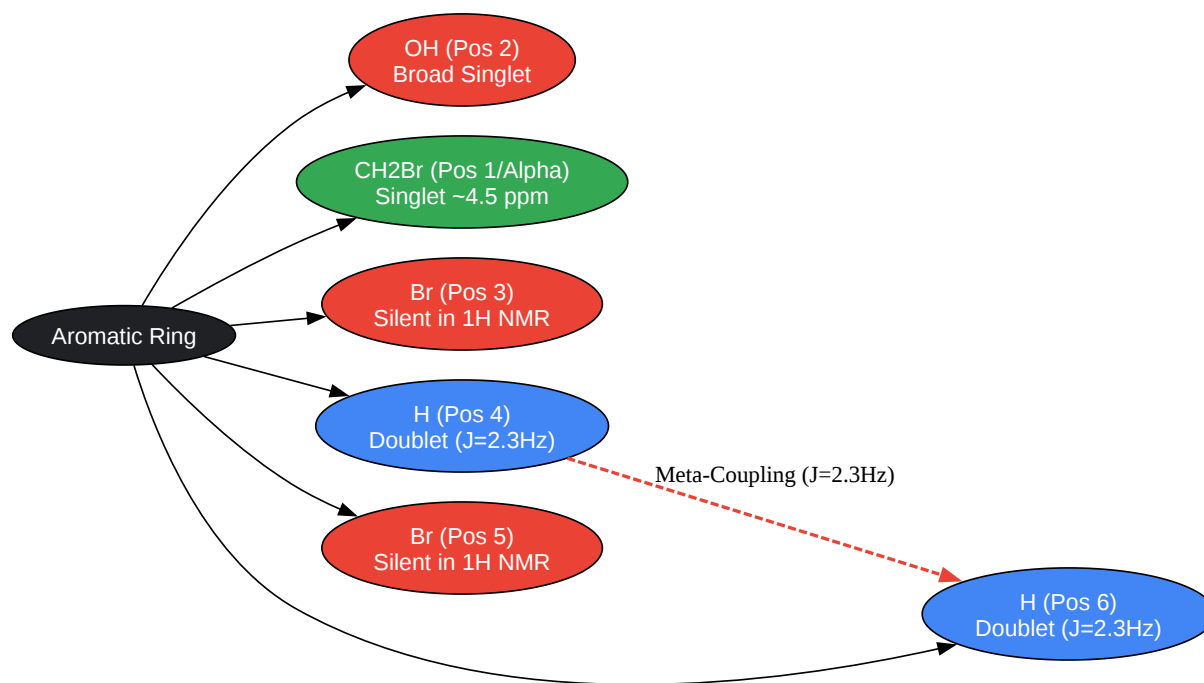 OH (Pos 2)
Broad Singlet
CH2Br (Pos 1/Alpha)
Singlet ~4.5 ppm
Br (Pos 3)
Silent in 1H NMR
Aromatic Ring
H (Pos 4)
Doublet (J=2.3Hz)
Meta-Coupling (J=2.3Hz)
Br (Pos 5)
Silent in 1H NMR
H (Pos 6)
Doublet (J=2.3Hz)